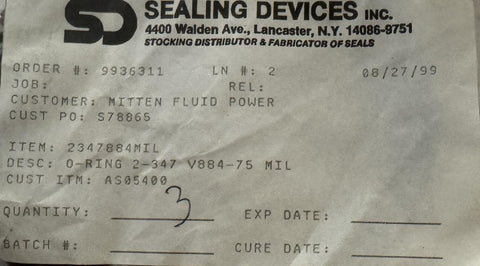 SD SEALING DEVICES INC.
4400 Walden Ave., Lancaster, N.Y. 14086-9751
STOCKING DISTRIBUTOR & FABRICATOR OF SEALS
ORDER #: 9936311 LN #: 2 08/27/99
JOB: REL:
CUSTOMER: MITTEN FLUID POWER
CUST PO: S78865
ITEM: 2347884MIL
DESC: O-RING 2-347 V884-75 MIL
CUST ITM: AS05400
QUANTITY: 3 EXP DATE:
BATCH #: CURE DATE: